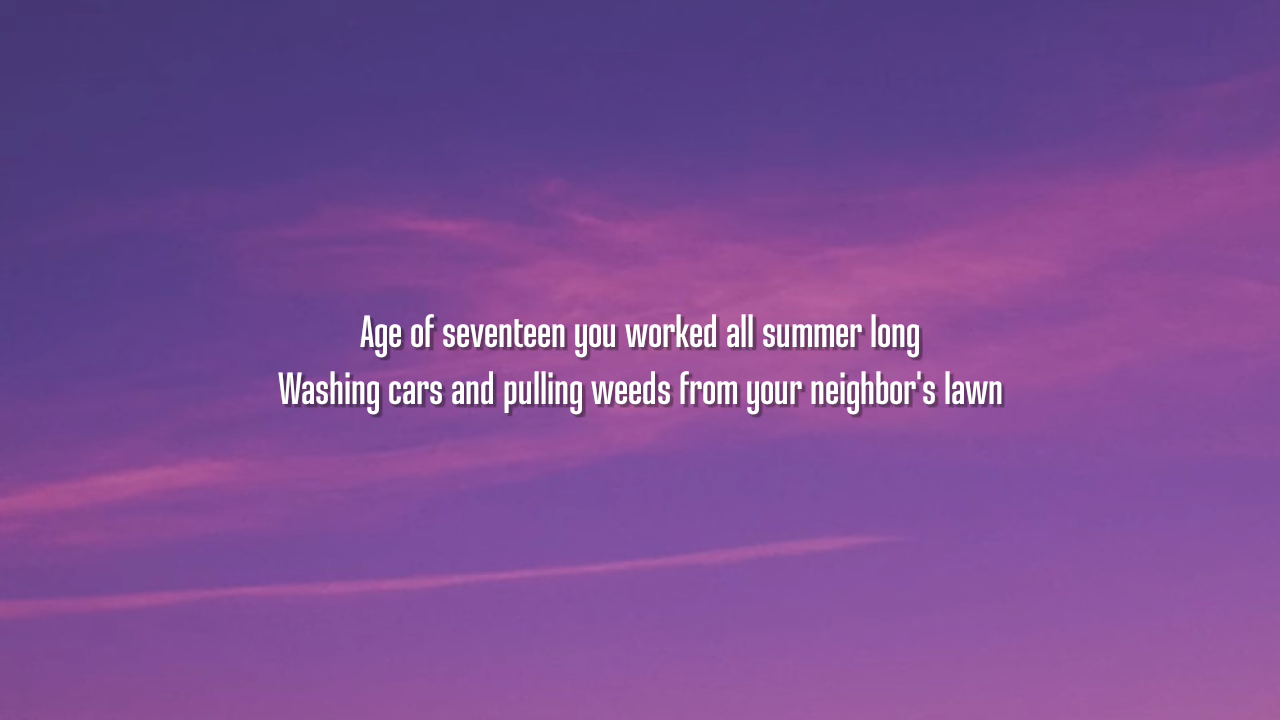 Age of seventeen you worked all summer long
Washing cars and pulling weeds from your neighbor's lawn